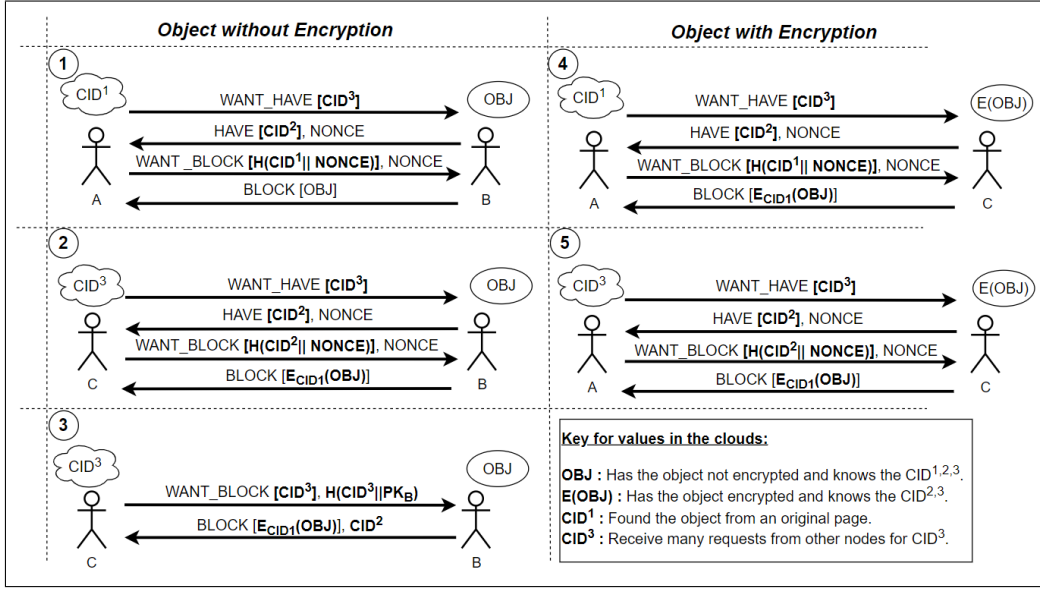 Object without Encryption
Object with Encryption
1
CID¹
WANT_HAVE [CID³]
OBJ
HAVE [CID²], NONCE
WANT_BLOCK [H(CID¹|| NONCE)], NONCE
BLOCK [OBJ]
A
B
4
CID¹
WANT_HAVE [CID³]
E(OBJ)
HAVE [CID²], NONCE
WANT_BLOCK [H(CID¹|| NONCE)], NONCE
BLOCK [E_CID1(OBJ)]
A
C
2
CID³
WANT_HAVE [CID³]
OBJ
HAVE [CID²], NONCE
WANT_BLOCK [H(CID²|| NONCE)], NONCE
BLOCK [E_CID1(OBJ)]
C
B
5
CID³
WANT_HAVE [CID³]
E(OBJ)
HAVE [CID²], NONCE
WANT_BLOCK [H(CID²|| NONCE)], NONCE
BLOCK [E_CID1(OBJ)]
A
C
3
CID³
WANT_BLOCK [CID³], H(CID³||PK_B)
OBJ
BLOCK [E_CID1(OBJ)], CID²
C
B
Key for values in the clouds:
OBJ : Has the object not encrypted and knows the CID¹,²,³.
E(OBJ) : Has the object encrypted and knows the CID²,³.
CID¹ : Found the object from an original page.
CID³ : Receive many requests from other nodes for CID³.